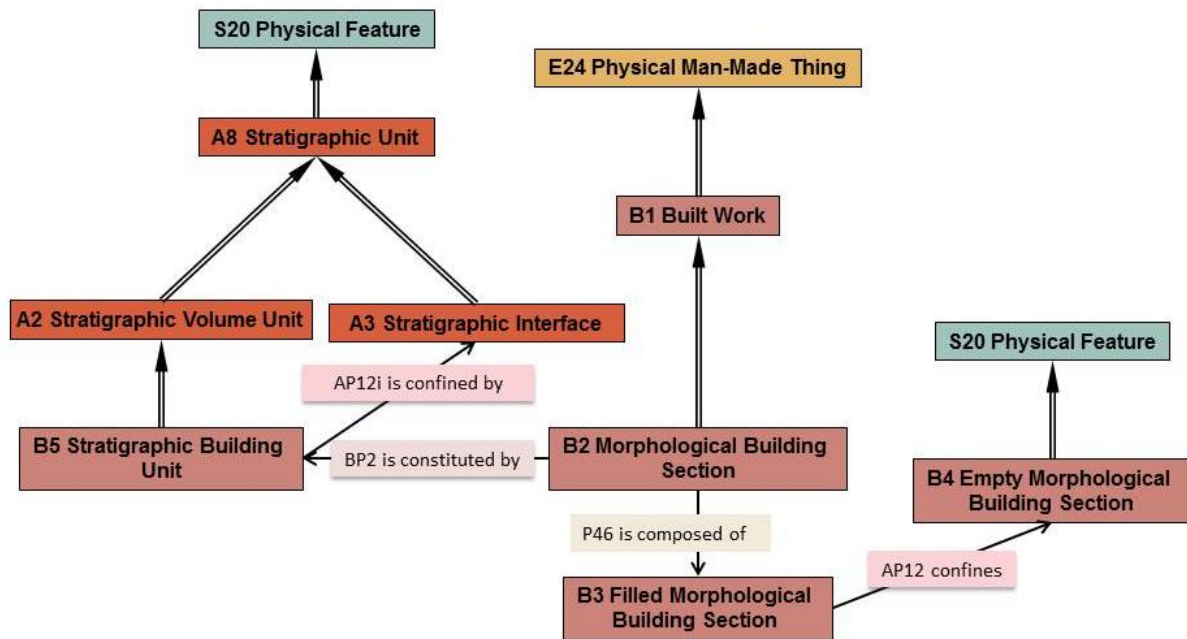 S20 Physical Feature
E24 Physical Man-Made Thing
A8 Stratigraphic Unit
B1 Built Work
A2 Stratigraphic Volume Unit
A3 Stratigraphic Interface
S20 Physical Feature
AP12i is confined by
B5 Stratigraphic Building
Unit
BP2 is constituted by
B2 Morphological Building
Section
B4 Empty Morphological
Building Section
P46 is composed of
AP12 confines
B3 Filled Morphological
Building Section